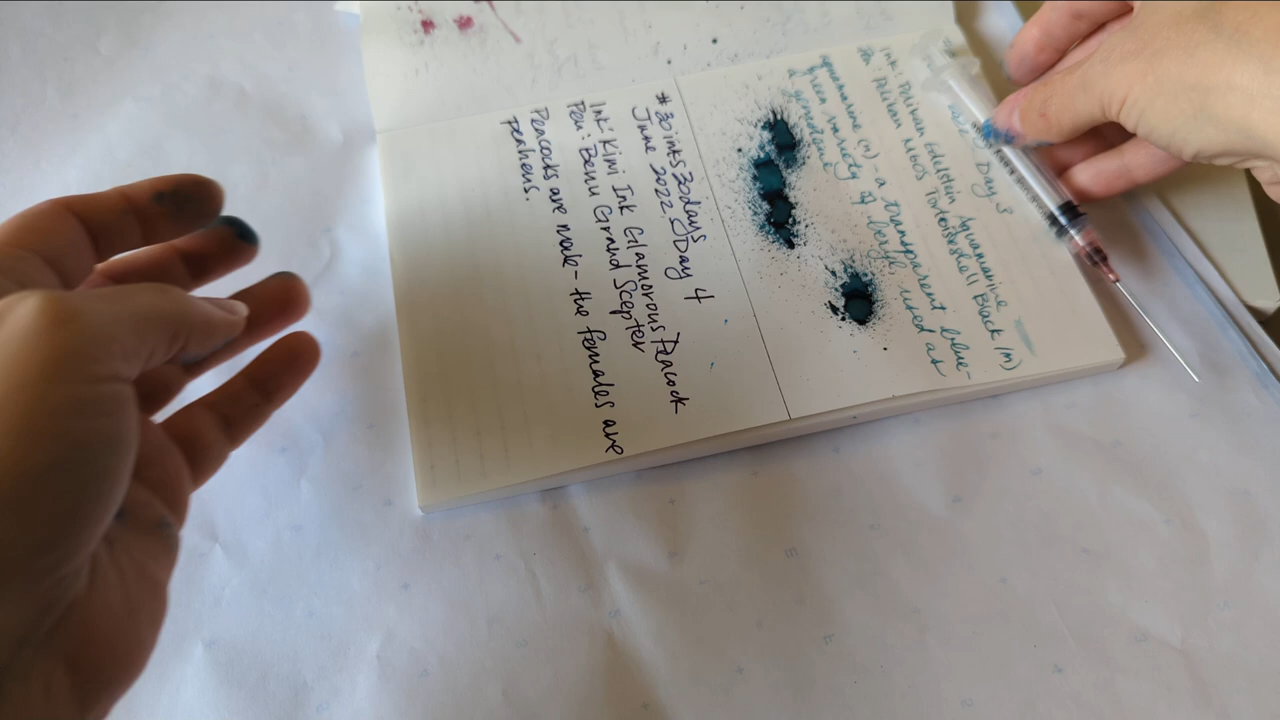 Day 3
Ink: Pelikan Edelstein Aquamarine
Pen: Pelikan M605 Tortoiseshell Black (M)
aquamarine (n) - a transparent blue-
green variety of beryl, used as
a gemstone
#30inks30days Day 4
June 2022
Ink: Kimi Ink Glamorous Peacock
Pen: Benu Grand Scepter
Peacocks are male - the females are
peahens.